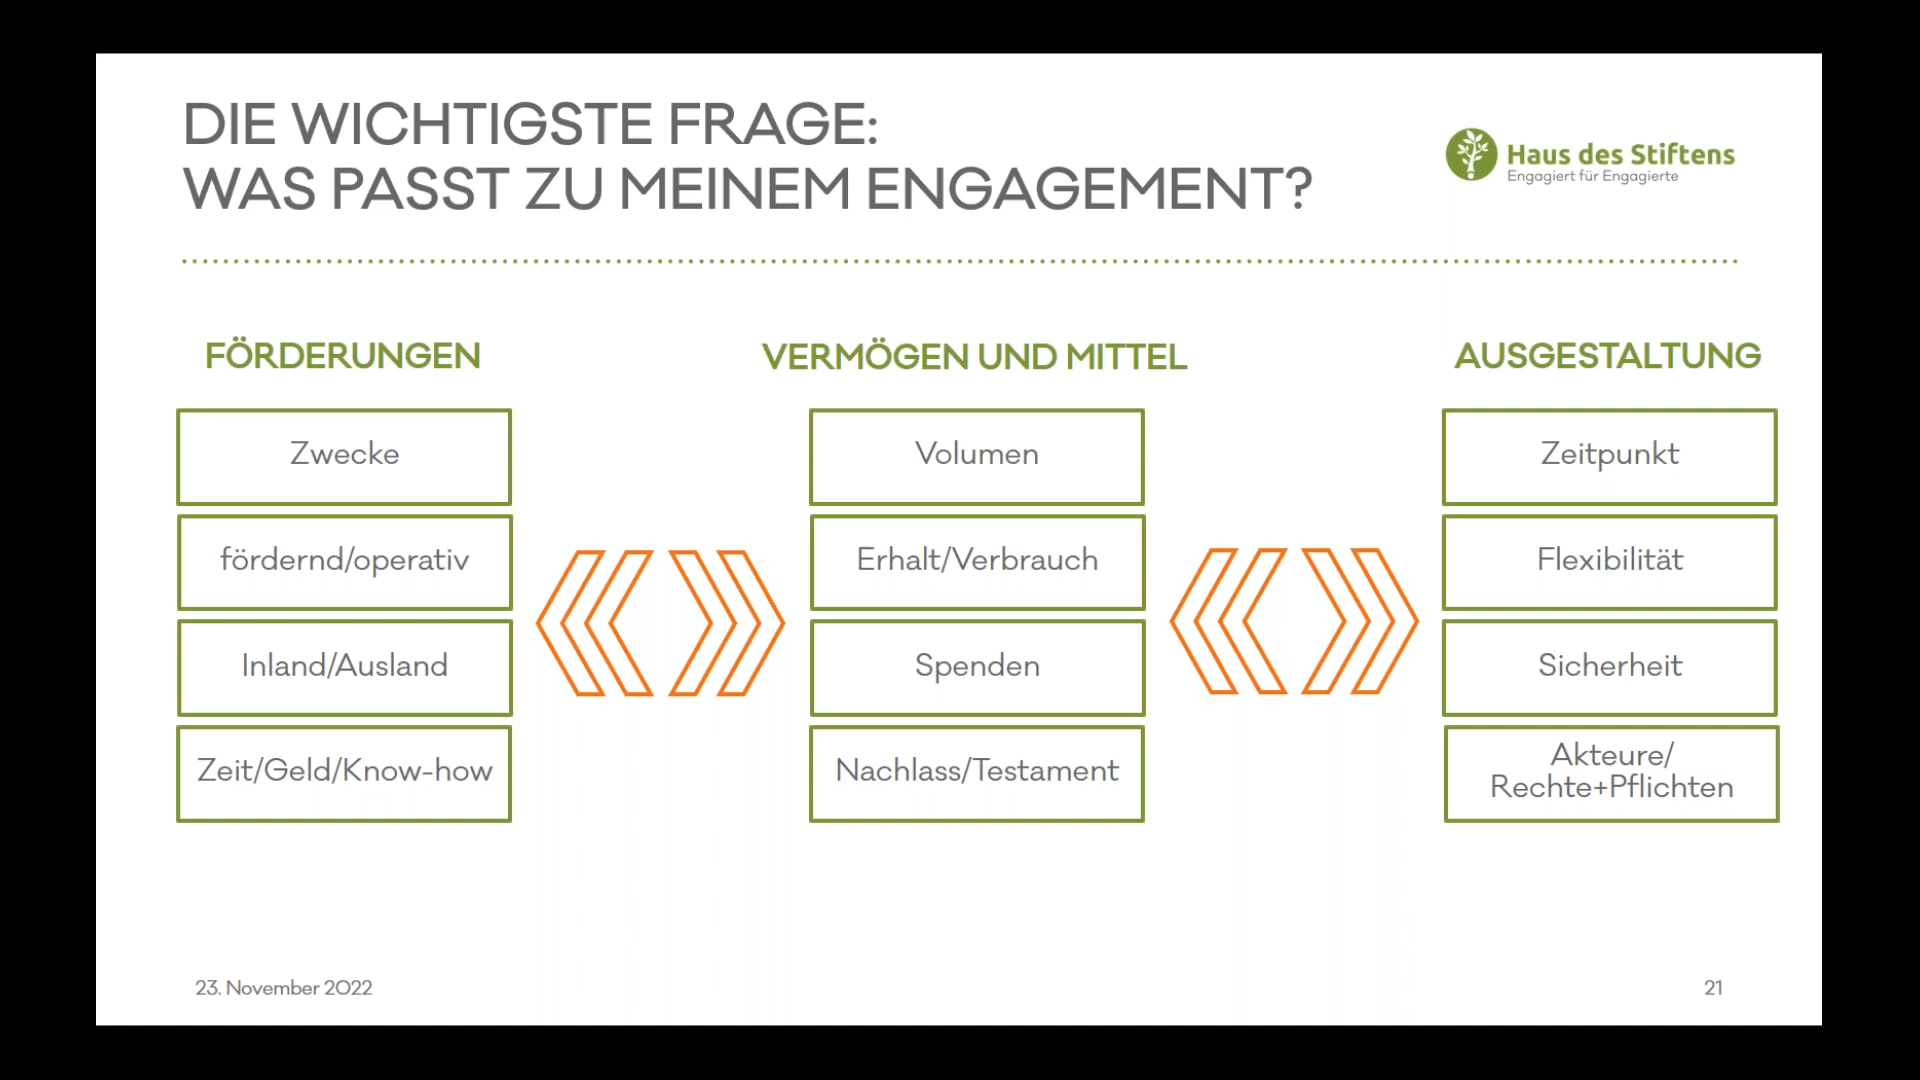 DIE WICHTIGSTE FRAGE:
WAS PASST ZU MEINEM ENGAGEMENT?
Haus des Stiftens
Engagiert für Engagierte
FÖRDERUNGEN
Zwecke
fördernd/operativ
Inland/Ausland
Zeit/Geld/Know-how
VERMÖGEN UND MITTEL
Volumen
Erhalt/Verbrauch
Spenden
Nachlass/Testament
AUSGESTALTUNG
Zeitpunkt
Flexibilität
Sicherheit
Akteure/
Rechte+Pflichten
23. November 2022
21